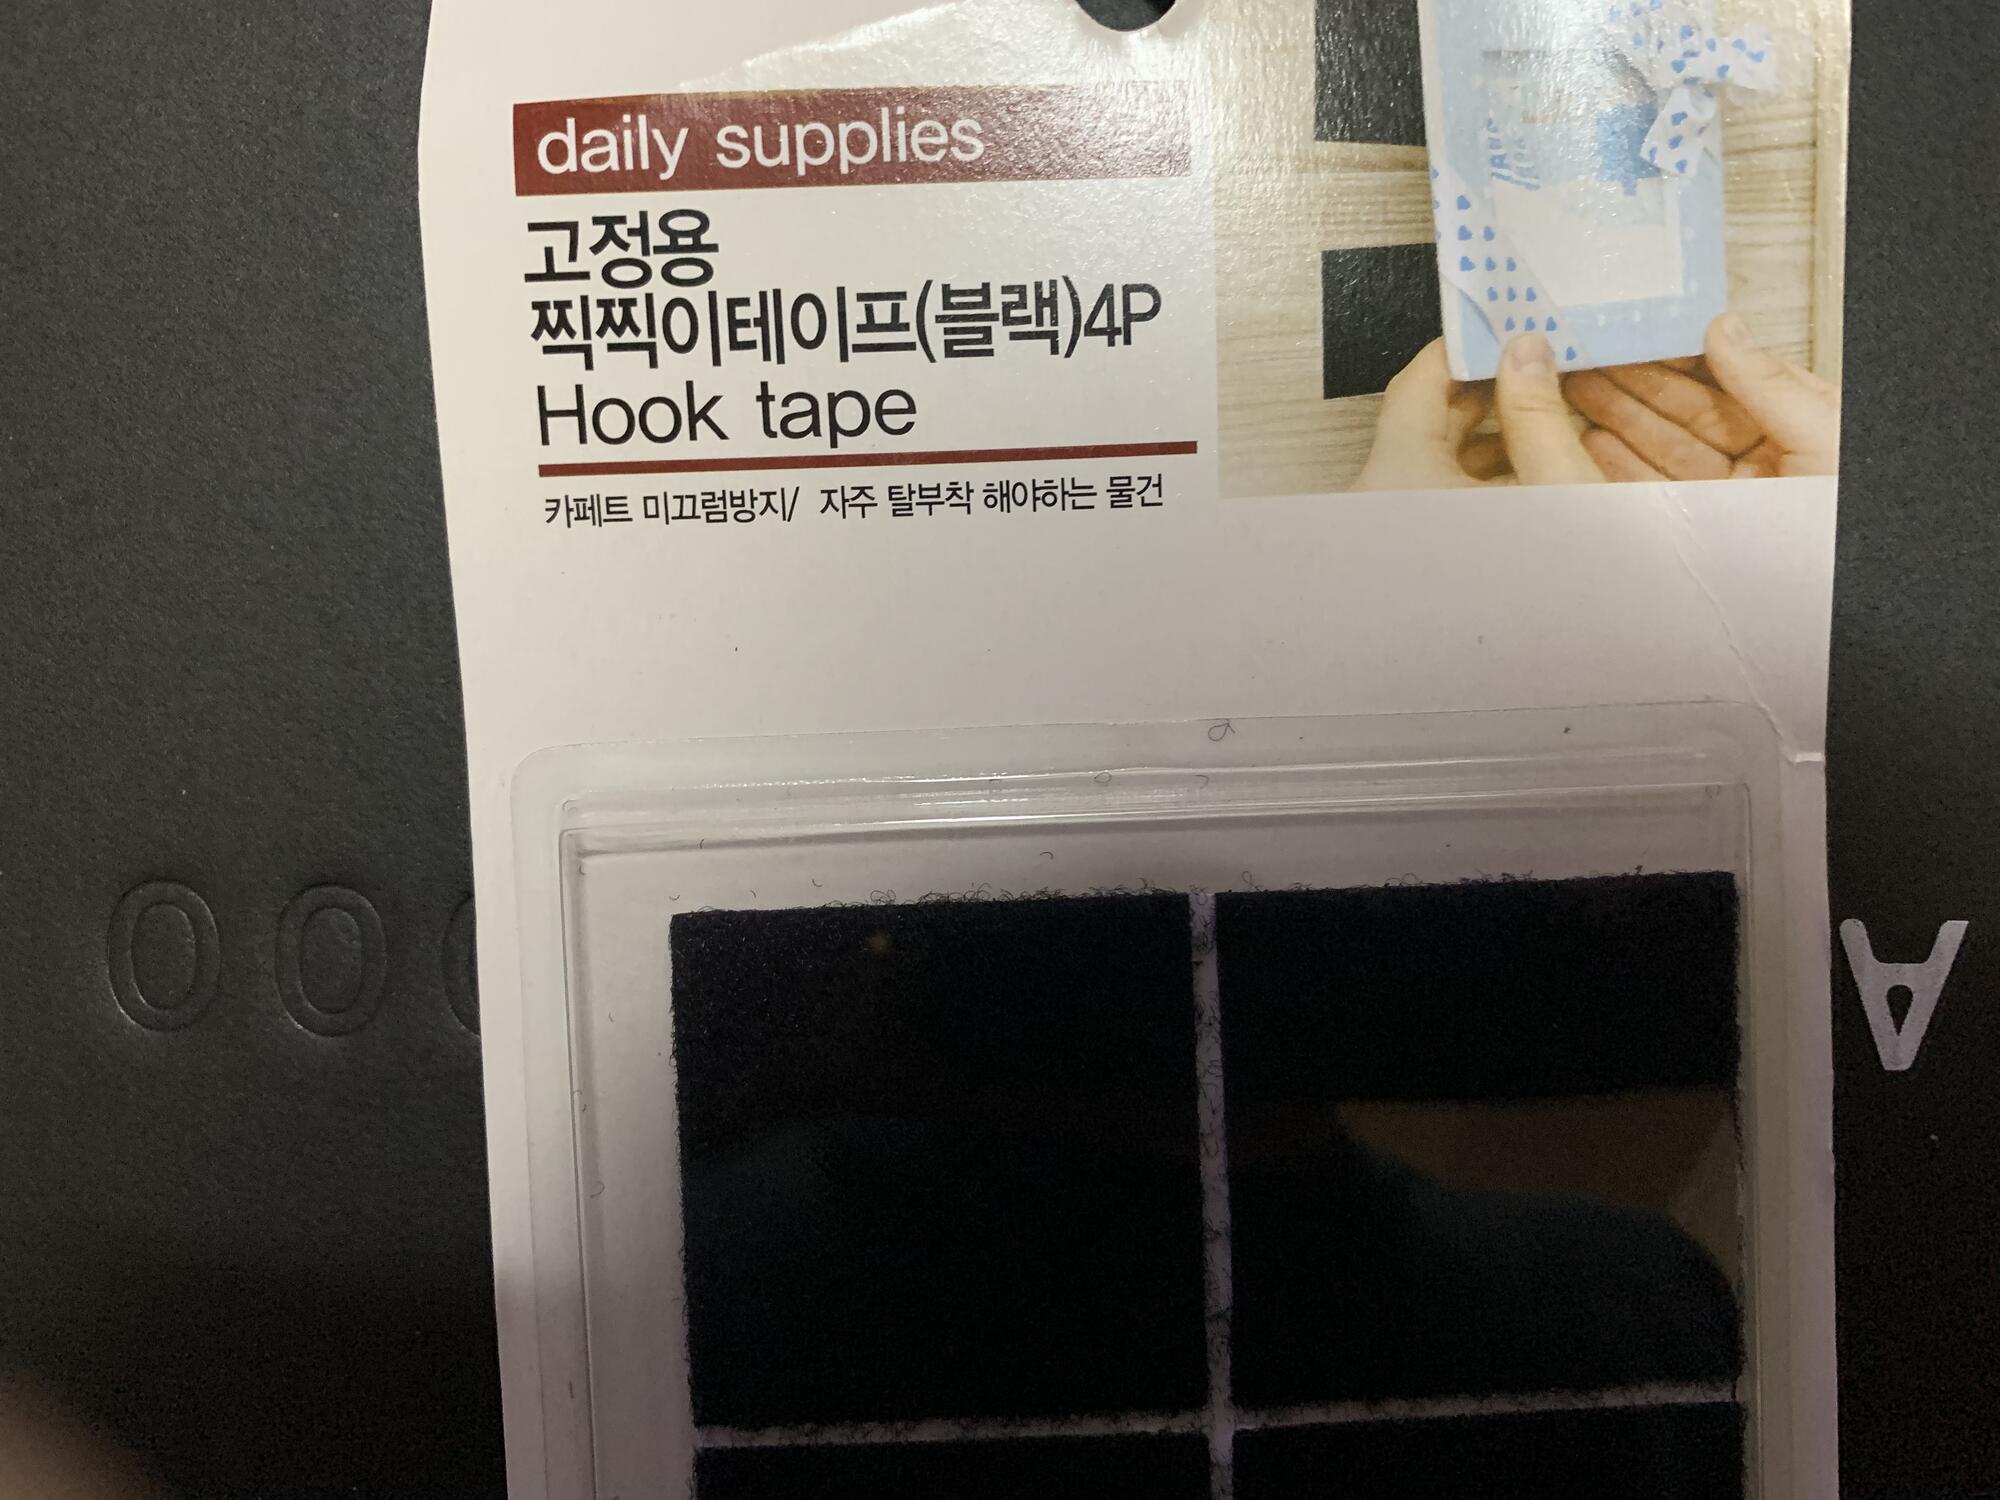 daily supplies
고정용
찍찍이테이프(블랙)4P
Hook tape
카페트 미끄럼방지/ 자주 탈부착 해야하는 물건
OO
A